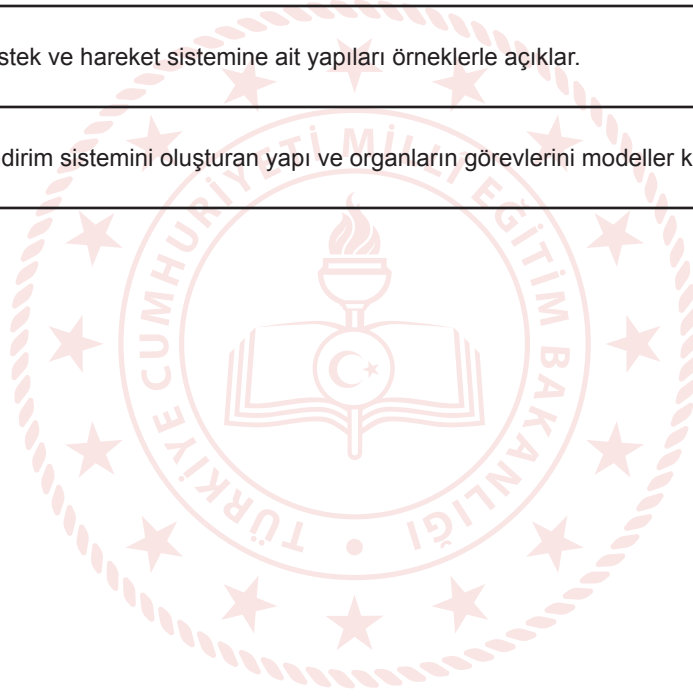 stek ve hareket sistemine ait yapıları örneklerle açıklar.
dirim sistemini oluşturan yapı ve organların görevlerini modeller k
TÜRKİYE CUMHURİYETİ MİLLÎ EĞİTİM BAKANLIĞI